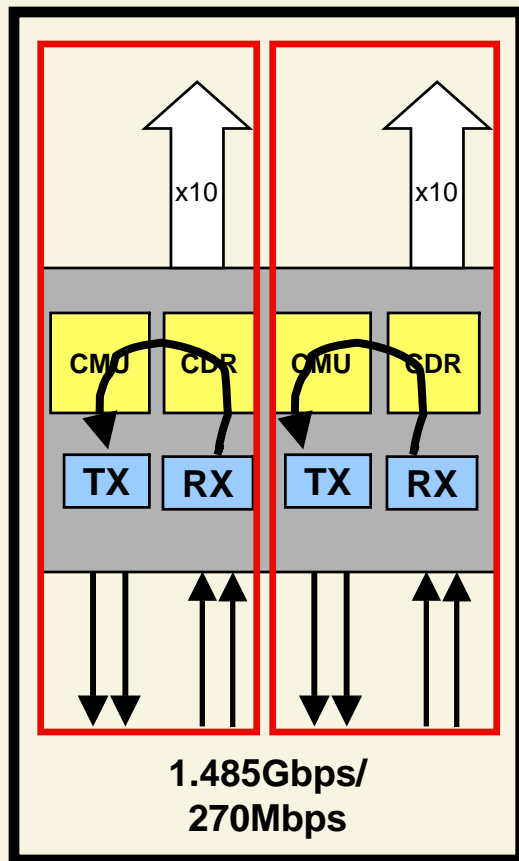 x10 x10
CMU CDR CMU CDR
TX RX TX RX
1.485Gbps/
270Mbps